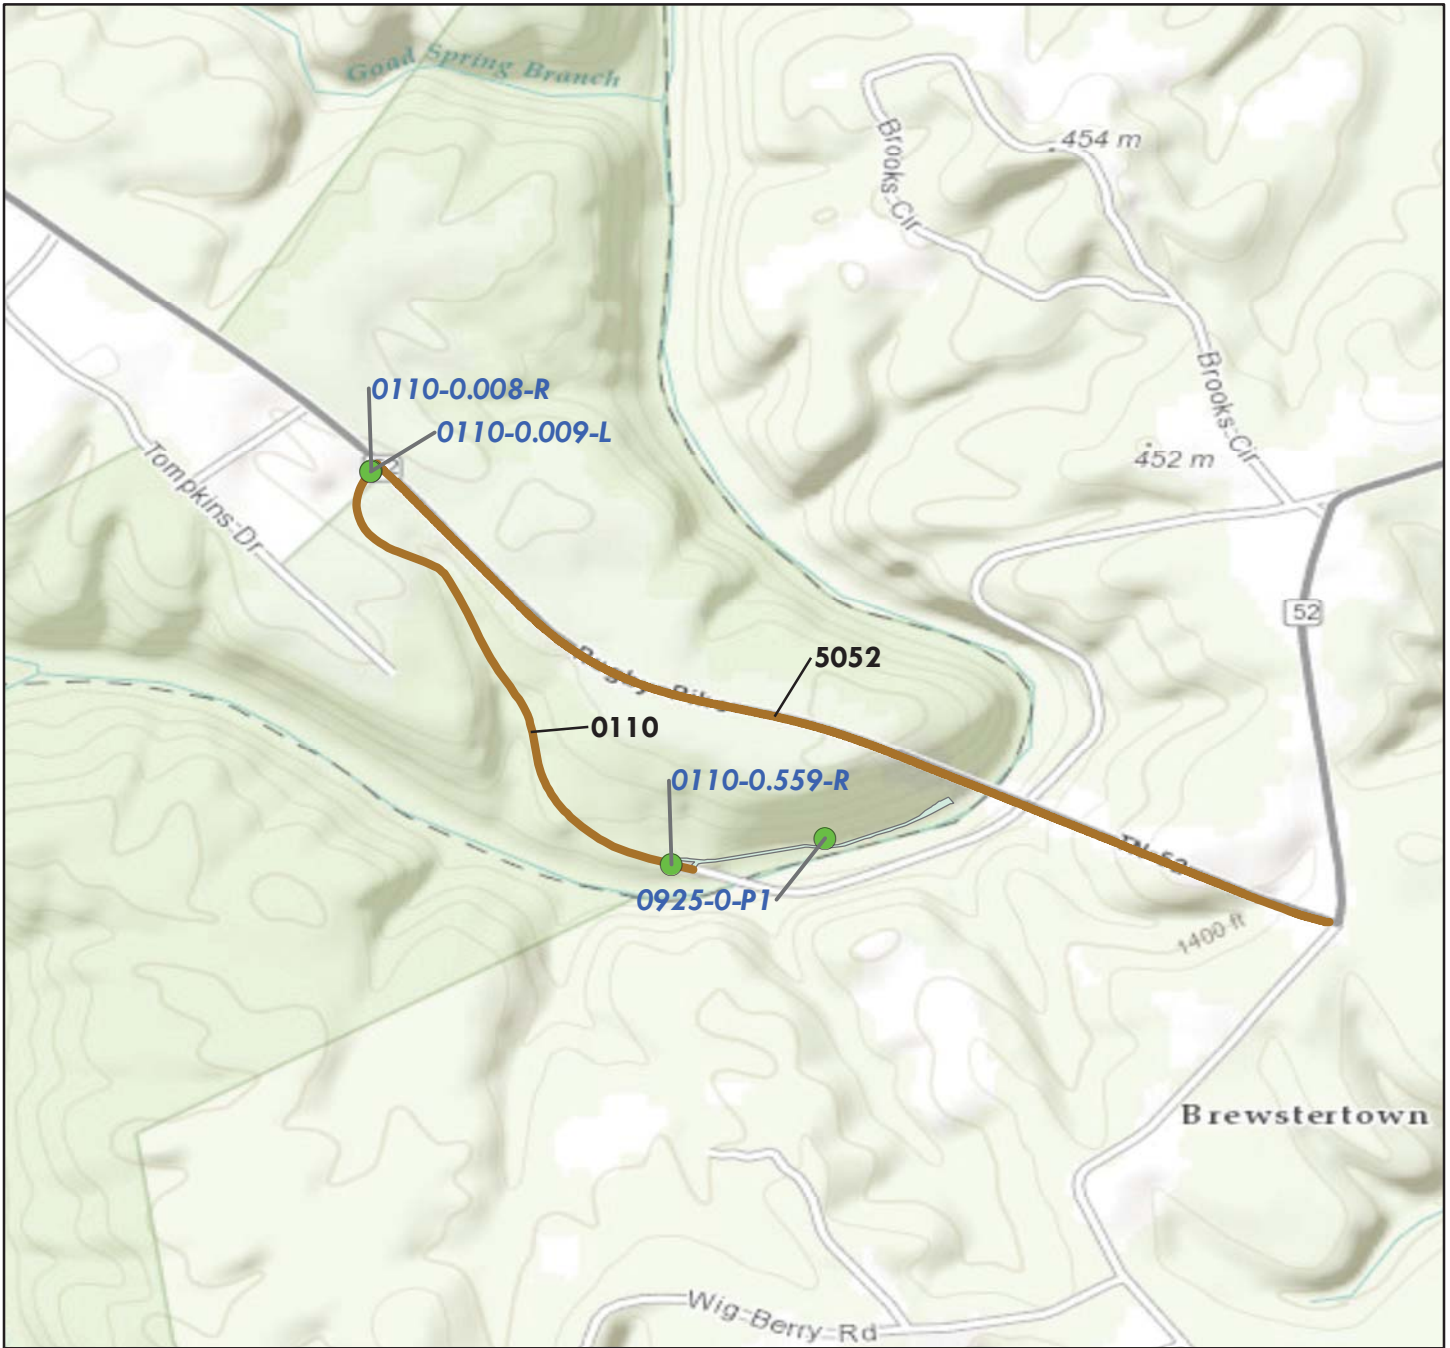 Goad Spring Branch
454 m
Brooks-Cir
Brooks-Cir
0110-0.008-R
0110-0.009-L
452 m
Tompkins-Dr
52
5052
0110
0110-0.559-R
0925-0-P1
1400 ft
Brewstertown
Wig-Berry-Rd